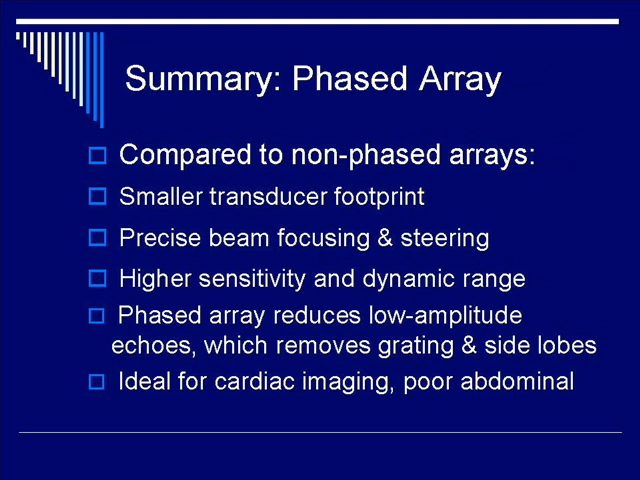 Summary: Phased Array
Compared to non-phased arrays:
Smaller transducer footprint
Precise beam focusing & steering
Higher sensitivity and dynamic range
Phased array reduces low-amplitude
echoes, which removes grating & side lobes
Ideal for cardiac imaging, poor abdominal